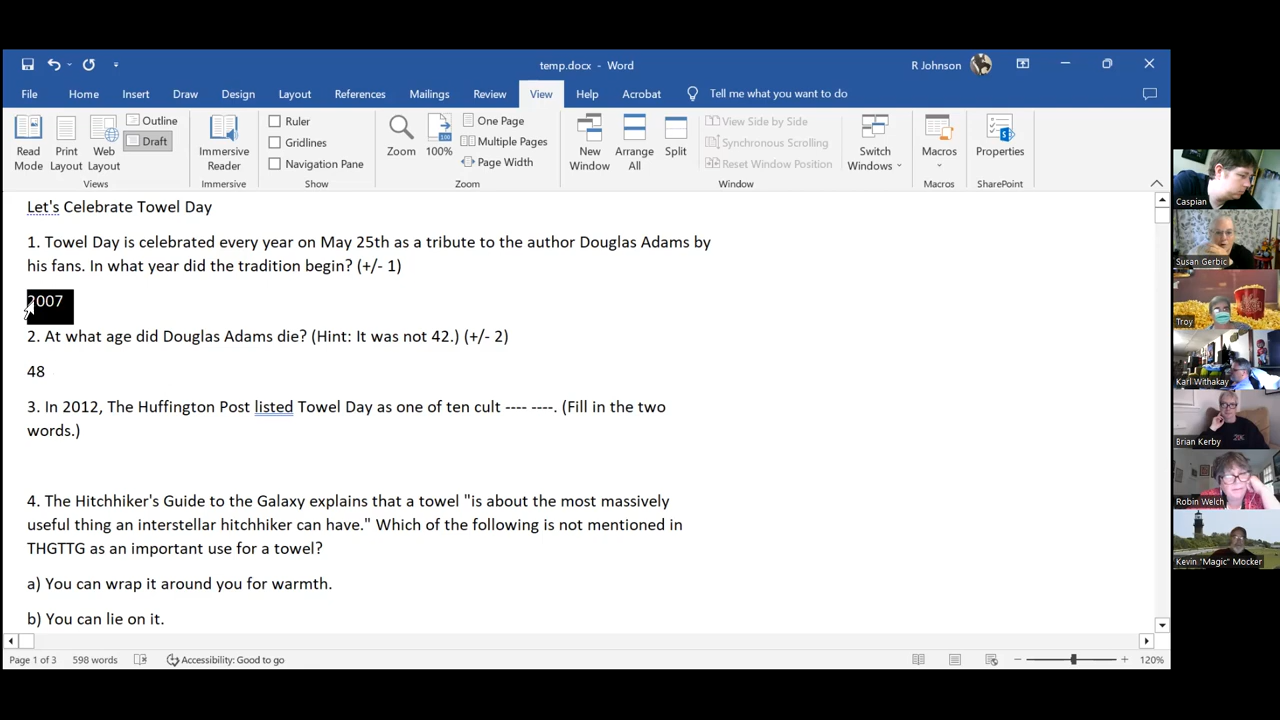 temp.docx - Word
R Johnson
File Home Insert Draw Design Layout References Mailings Review View Help Acrobat Tell me what you want to do
Read Mode
Print Layout
Web Layout
Outline
Draft
Views
Immersive Reader
Immersive
Ruler
Gridlines
Navigation Pane
Show
Zoom
100%
One Page
Multiple Pages
Page Width
Zoom
New Window
Arrange All
Split
View Side by Side
Synchronous Scrolling
Reset Window Position
Window
Switch Windows
Macros
Macros
Properties
SharePoint
Let's Celebrate Towel Day
1. Towel Day is celebrated every year on May 25th as a tribute to the author Douglas Adams by
his fans. In what year did the tradition begin? (+/- 1)
2007
2. At what age did Douglas Adams die? (Hint: It was not 42.) (+/- 2)
48
3. In 2012, The Huffington Post listed Towel Day as one of ten cult ---- ----. (Fill in the two
words.)
4. The Hitchhiker's Guide to the Galaxy explains that a towel "is about the most massively
useful thing an interstellar hitchhiker can have." Which of the following is not mentioned in
THGTTG as an important use for a towel?
a) You can wrap it around you for warmth.
b) You can lie on it.
Page 1 of 3 598 words Accessibility: Good to go 120%
Caspian
Susan Gerbic
Troy
Karl Withakay
Brian Kerby
Robin Welch
Kevin "Magic" Mocker